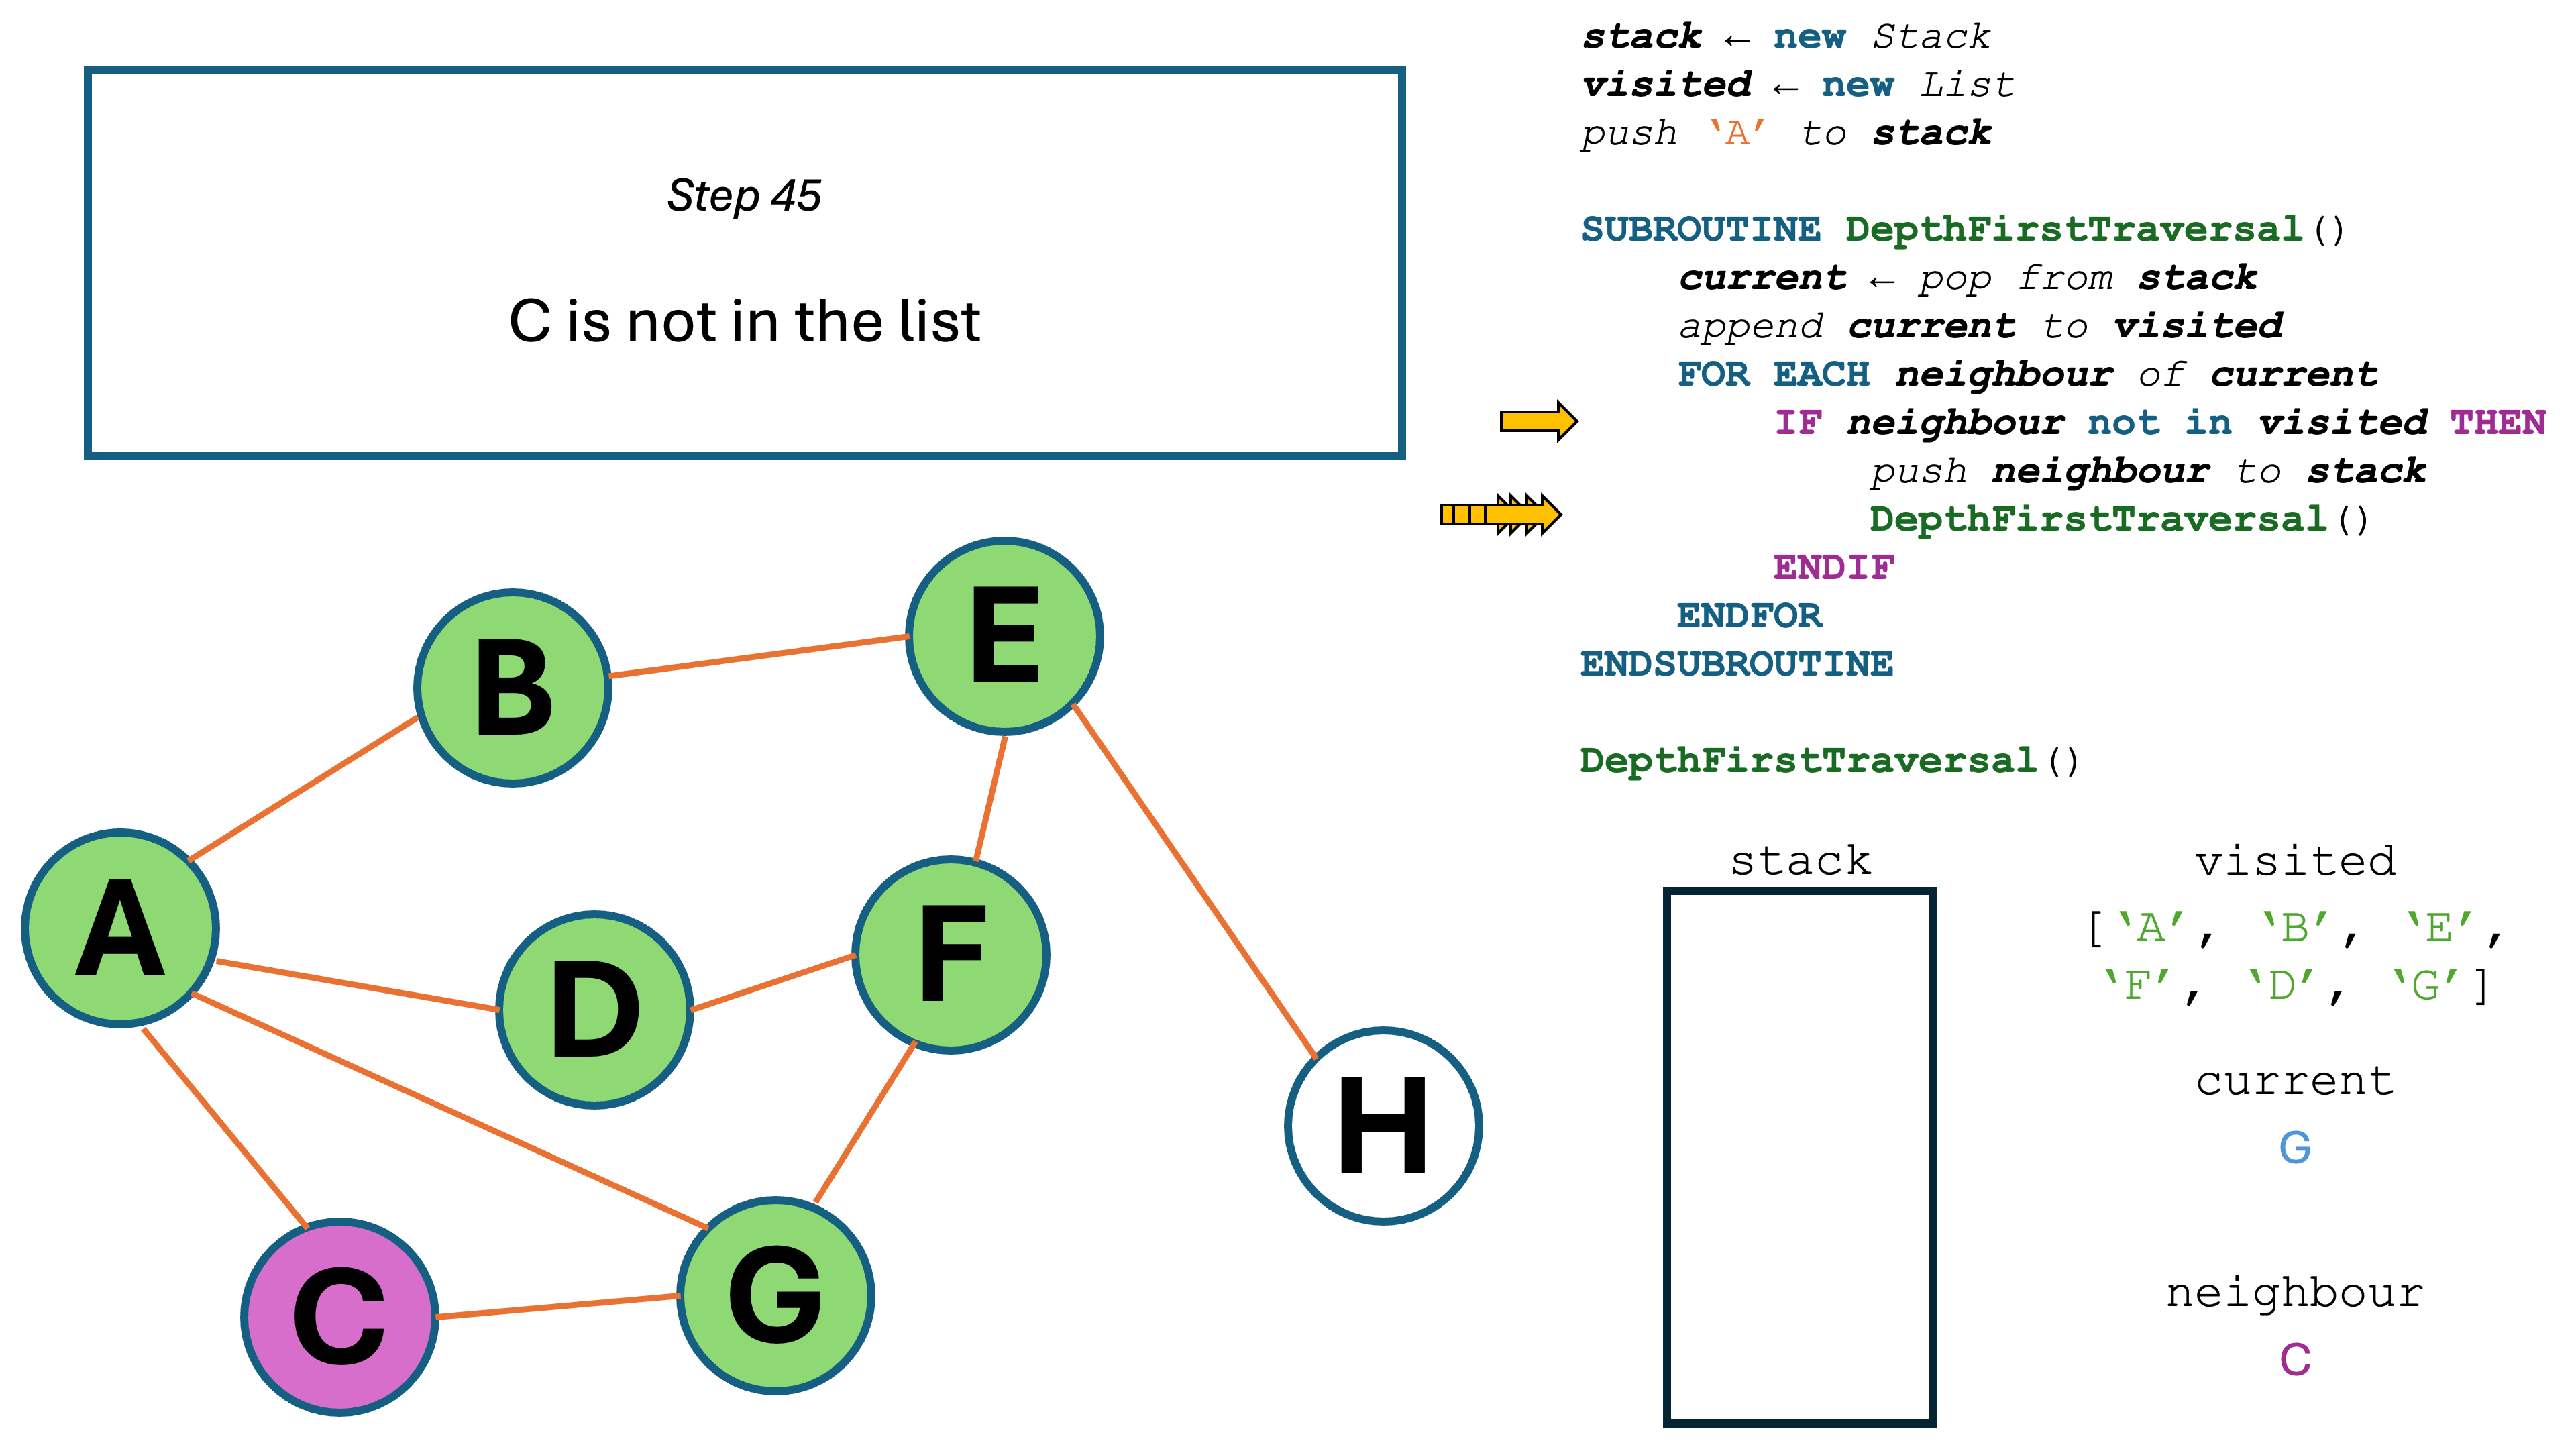 Step 45
C is not in the list
stack ← new Stack
visited ← new List
push ‘A’ to stack
SUBROUTINE DepthFirstTraversal()
current ← pop from stack
append current to visited
FOR EACH neighbour of current
IF neighbour not in visited THEN
push neighbour to stack
DepthFirstTraversal()
ENDIF
ENDFOR
ENDSUBROUTINE
DepthFirstTraversal()
B
E
A
D
F
H
C
G
stack
visited
[‘A’, ‘B’, ‘E’,
‘F’, ‘D’, ‘G’]
current
G
neighbour
C